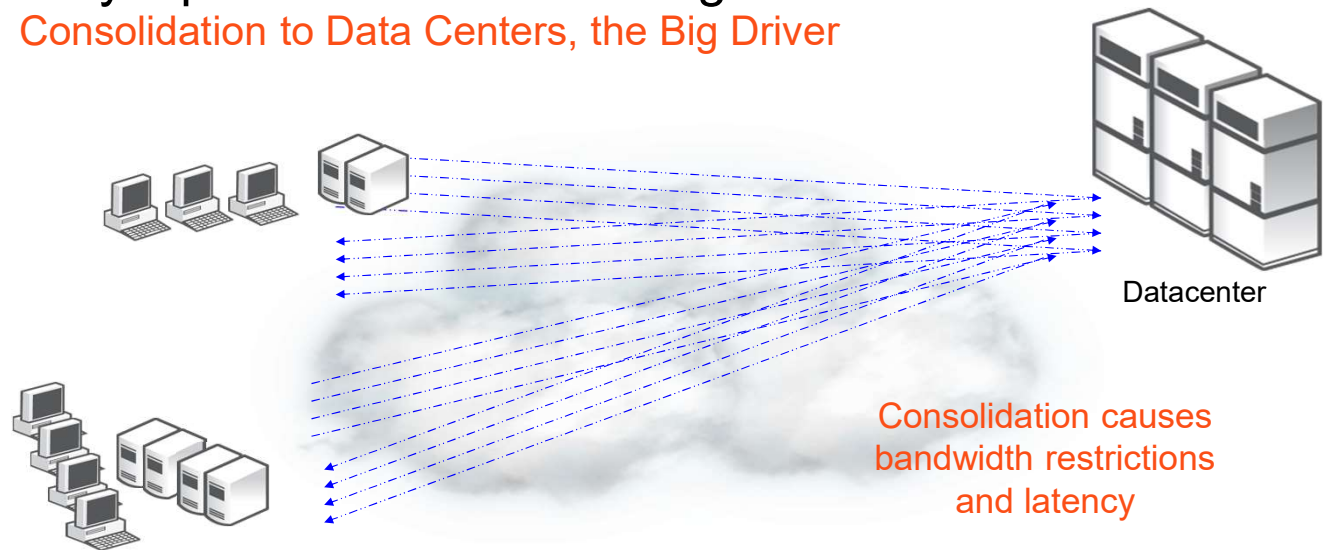 Consolidation to Data Centers, the Big Driver
Datacenter
Consolidation causes
bandwidth restrictions
and latency